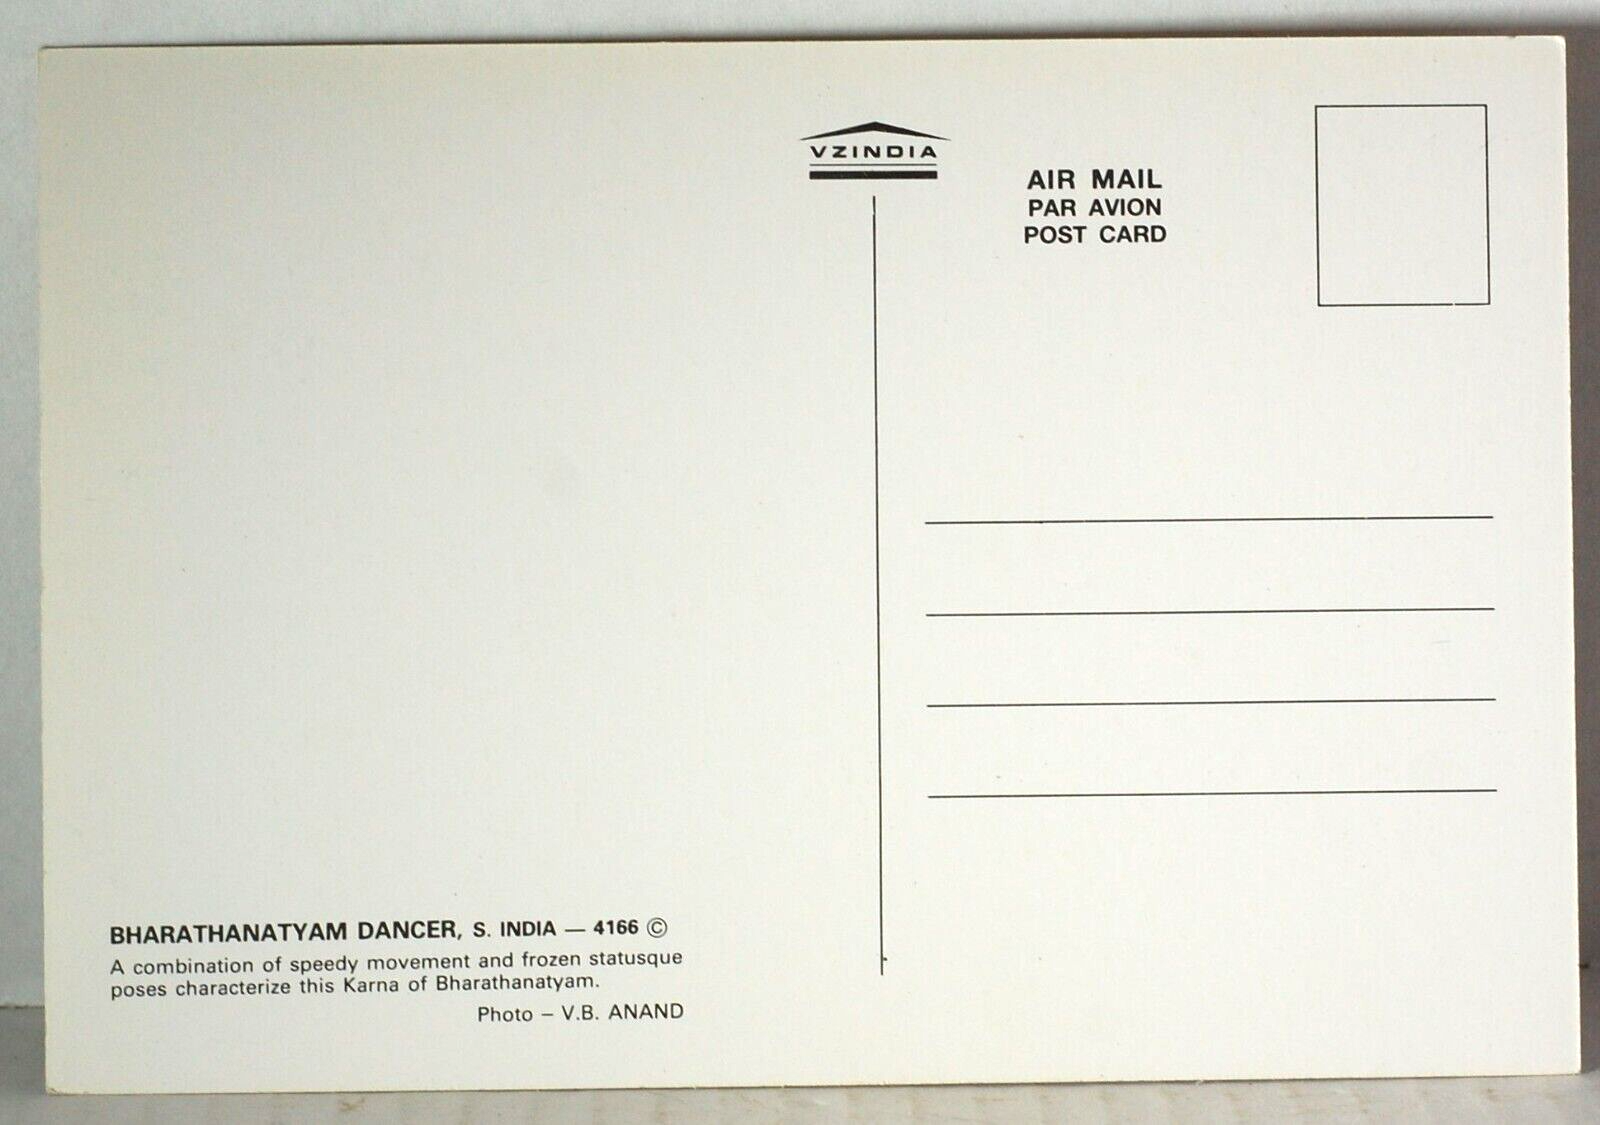 VZINDIA
AIR MAIL
PAR AVION
POST CARD
BHARATHANATYAM DANCER, S. INDIA — 4166 ©
A combination of speedy movement and frozen statusque
poses characterize this Karna of Bharathanatyam.
Photo – V.B. ANAND